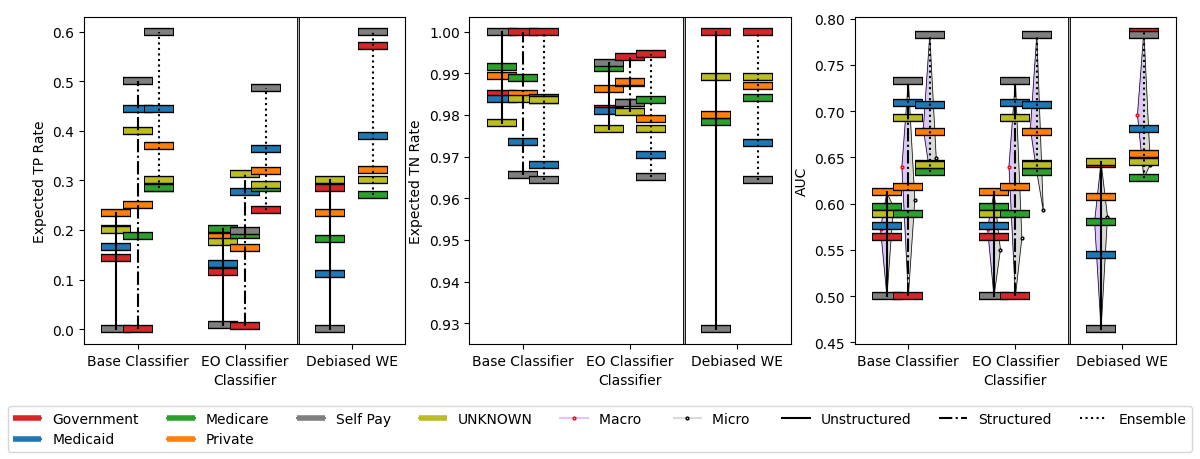 Expected TP Rate
0.6
0.5
0.4
0.3
0.2
0.1
0.0
Base Classifier
EO Classifier
Debiased WE
Classifier
Expected TN Rate
1.00
0.99
0.98
0.97
0.96
0.95
0.94
0.93
Base Classifier
EO Classifier
Debiased WE
Classifier
AUC
0.80
0.75
0.70
0.65
0.60
0.55
0.50
0.45
Base Classifier
EO Classifier
Debiased WE
Classifier
Government Medicare Self Pay UNKNOWN Macro Micro Unstructured Structured Ensemble
Medicaid Private